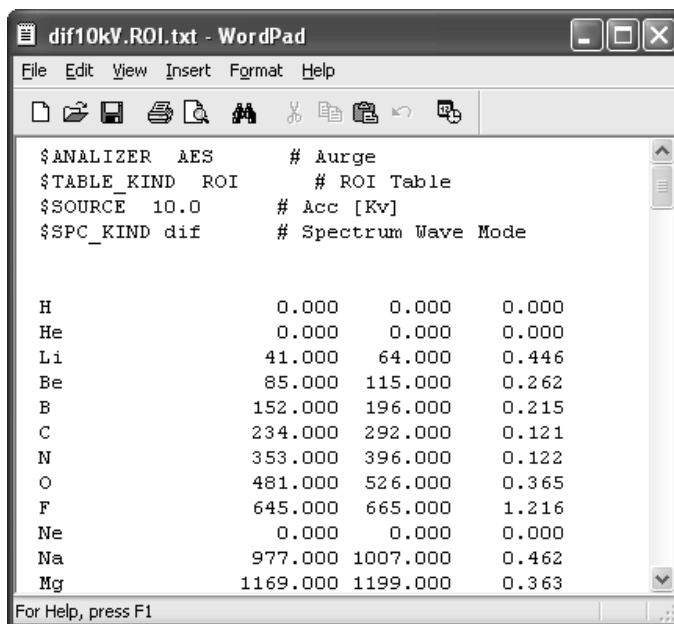 dif10kV.ROI.txt - WordPad
File Edit View Insert Format Help
$ANALIZER AES # Aurge
$TABLE_KIND ROI # ROI Table
$SOURCE 10.0 # Acc [Kv]
$SPC_KIND dif # Spectrum Wave Mode
H 0.000 0.000 0.000
He 0.000 0.000 0.000
Li 41.000 64.000 0.446
Be 85.000 115.000 0.262
B 152.000 196.000 0.215
C 234.000 292.000 0.121
N 353.000 396.000 0.122
O 481.000 526.000 0.365
F 645.000 665.000 1.216
Ne 0.000 0.000 0.000
Na 977.000 1007.000 0.462
Mg 1169.000 1199.000 0.363
For Help, press F1